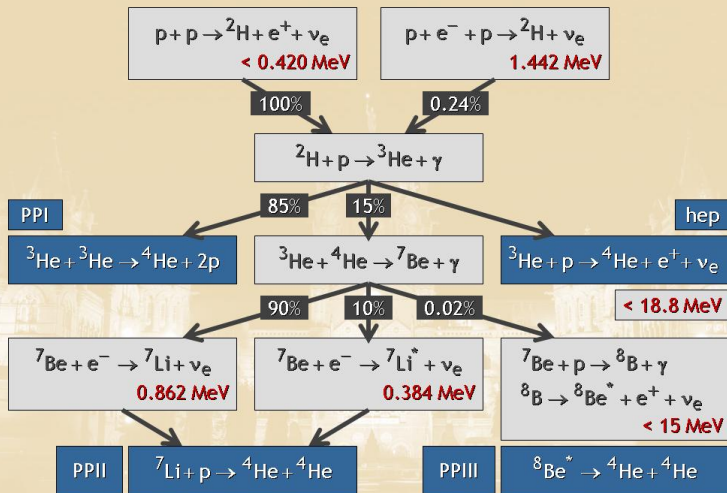 p + p → ²H + e⁺ + νₑ
< 0.420 MeV
p + e⁻ + p → ²H + νₑ
1.442 MeV
100%
0.24%
²H + p → ³He + γ
PPI
85%
15%
hep
³He + ³He → ⁴He + 2p
³He + ⁴He → ⁷Be + γ
³He + p → ⁴He + e⁺ + νₑ
90%
10%
0.02%
< 18.8 MeV
⁷Be + e⁻ → ⁷Li + νₑ
0.862 MeV
⁷Be + e⁻ → ⁷Li* + νₑ
0.384 MeV
⁷Be + p → ⁸B + γ
⁸B → ⁸Be* + e⁺ + νₑ
< 15 MeV
PPII
⁷Li + p → ⁴He + ⁴He
PPIII
⁸Be* → ⁴He + ⁴He